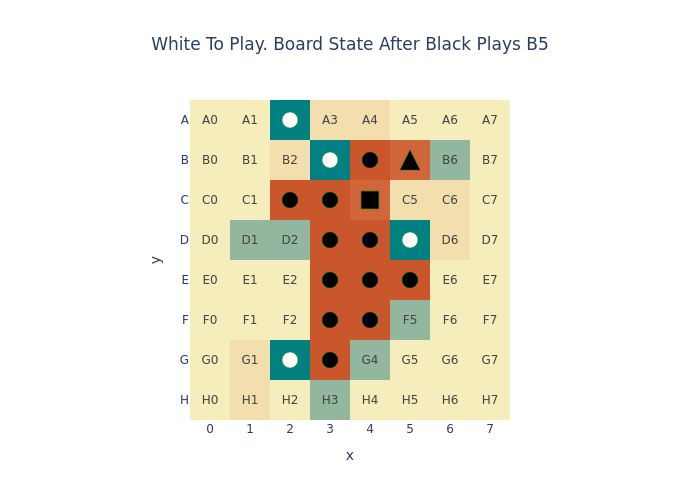 White To Play. Board State After Black Plays B5
A A0 A1 A3 A4 A5 A6 A7
B B0 B1 B2 B6 B7
C C0 C1 C5 C6 C7
D D0 D1 D2 D6 D7
E E0 E1 E2 E6 E7
F F0 F1 F2 F5 F6 F7
G G0 G1 G4 G5 G6 G7
H H0 H1 H2 H3 H4 H5 H6 H7
0 1 2 3 4 5 6 7
x
y